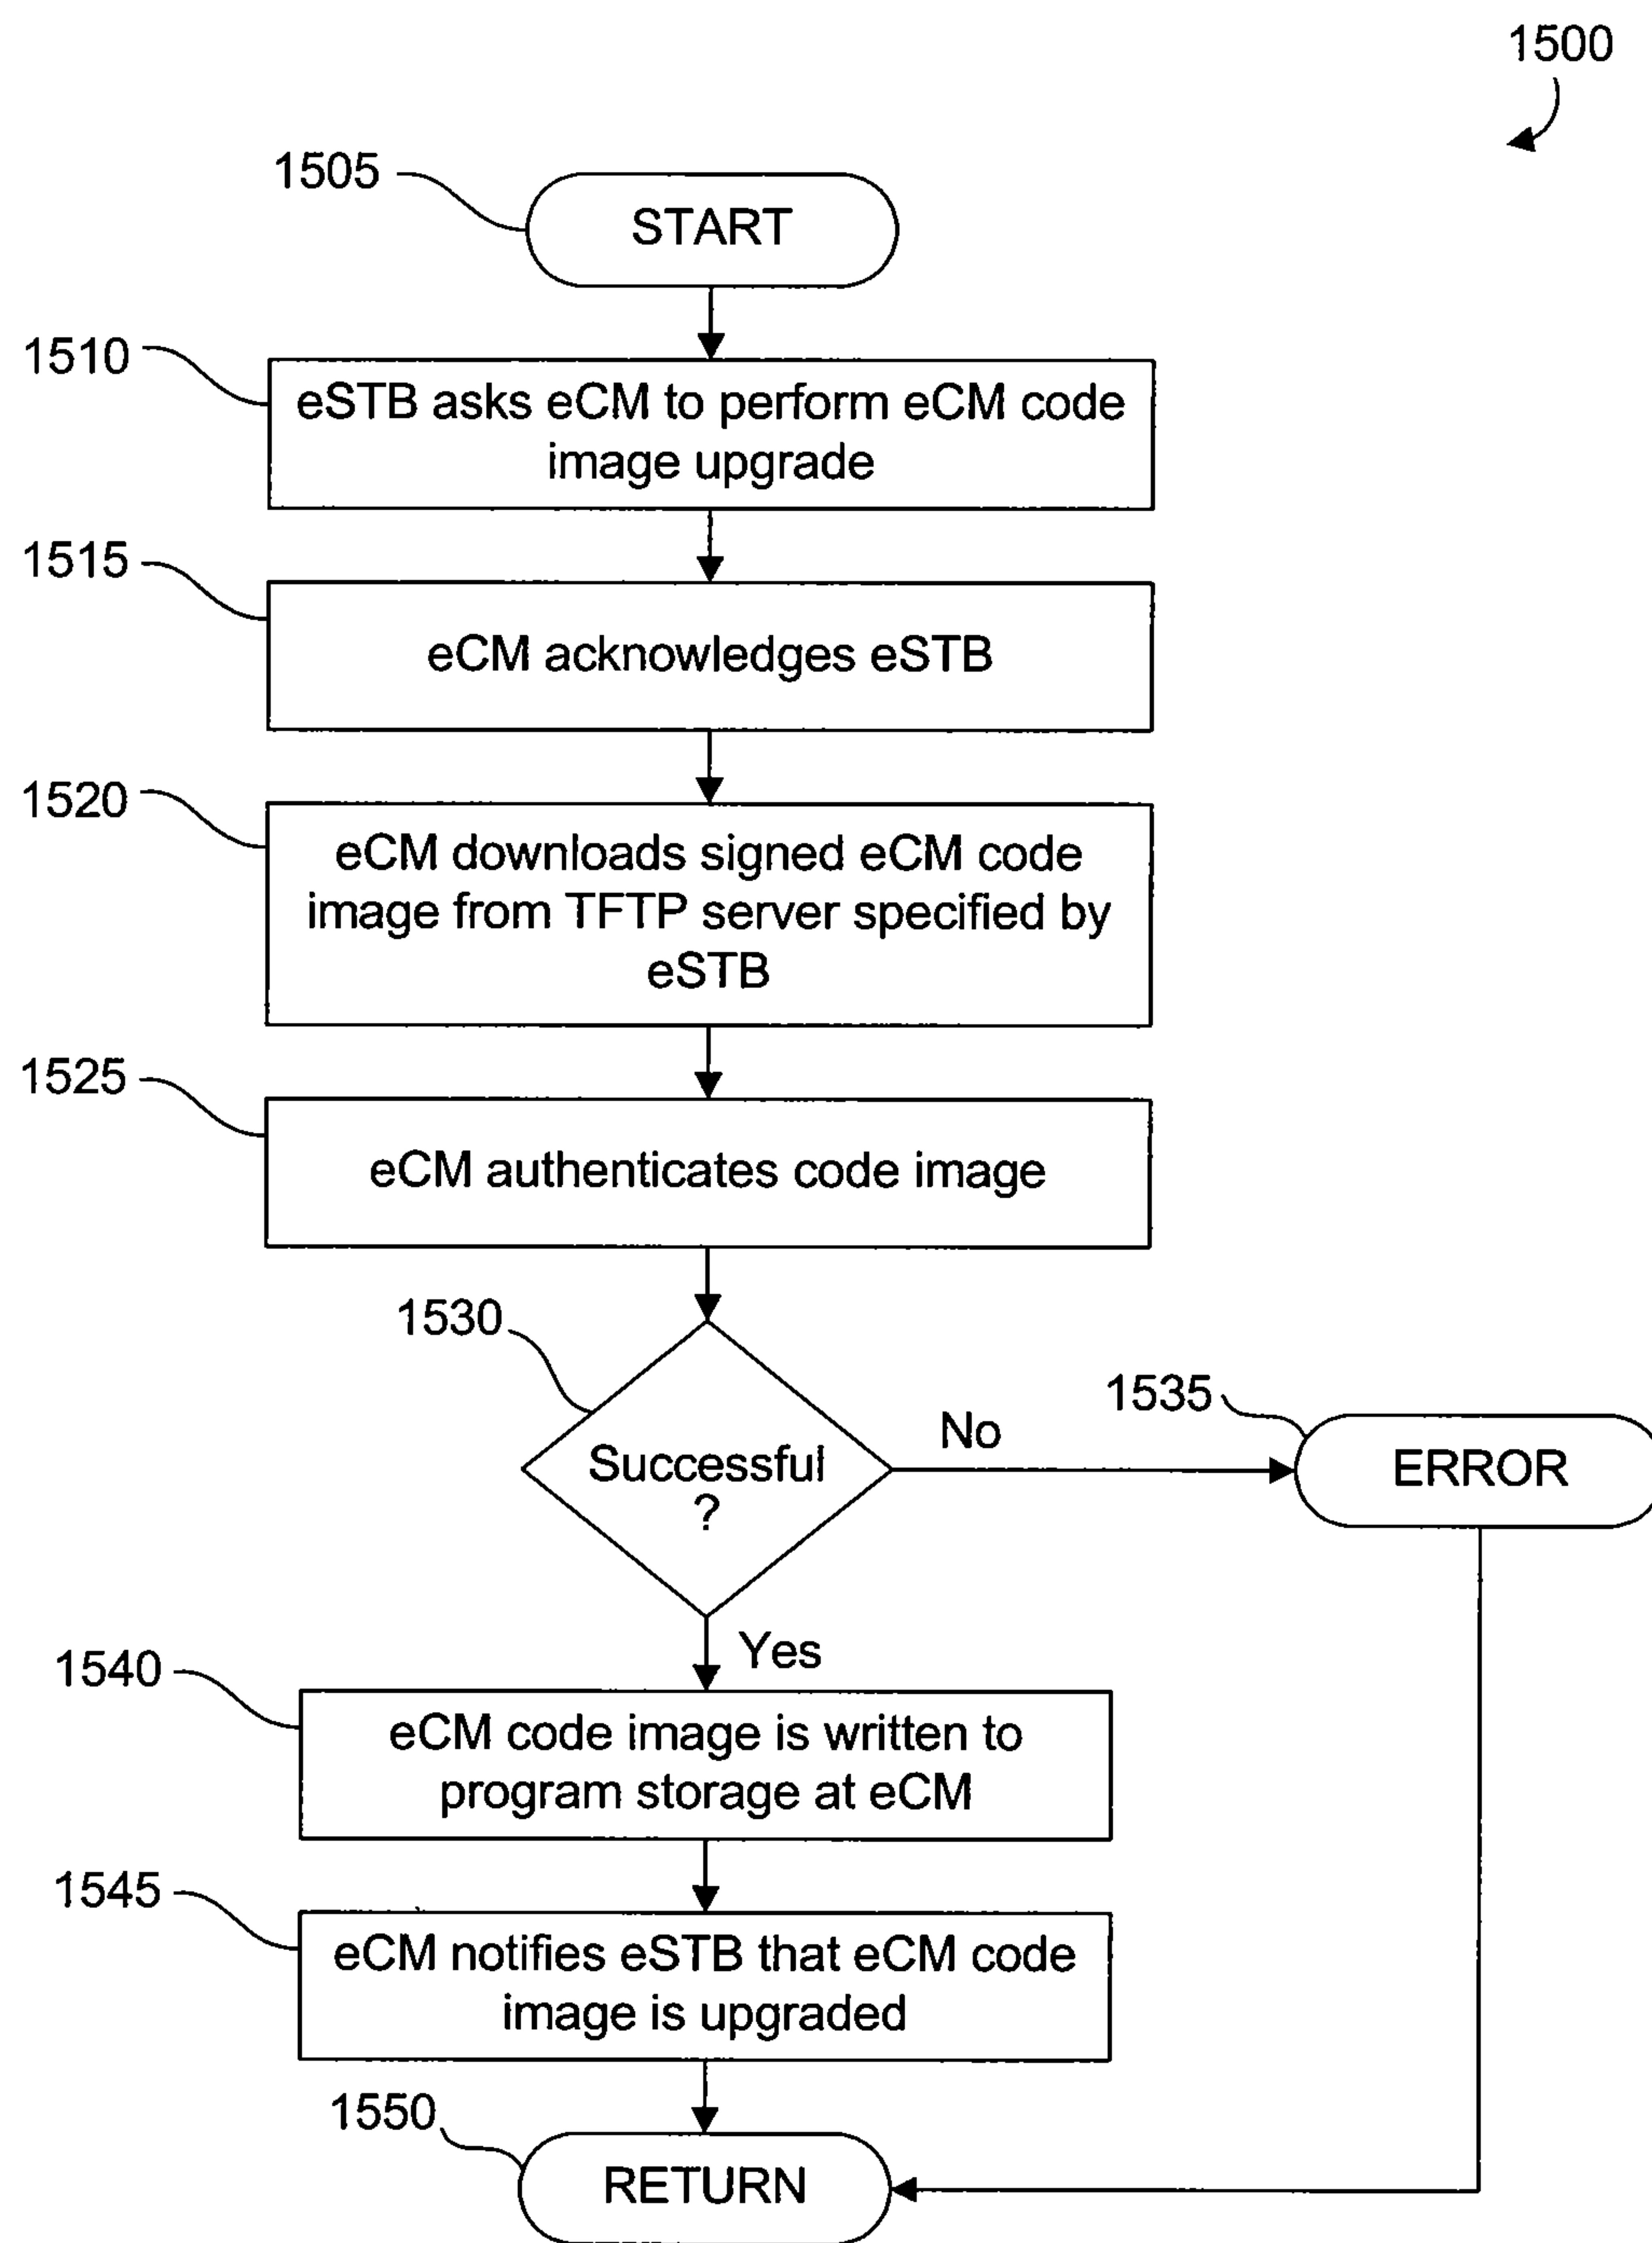 1500
1505
START
1510
eSTB asks eCM to perform eCM code
image upgrade
1515
eCM acknowledges eSTB
1520
eCM downloads signed eCM code
image from TFTP server specified by
eSTB
1525
eCM authenticates code image
1530
Successful
?
No
1535
ERROR
Yes
1540
eCM code image is written to
program storage at eCM
1545
eCM notifies eSTB that eCM code
image is upgraded
1550
RETURN